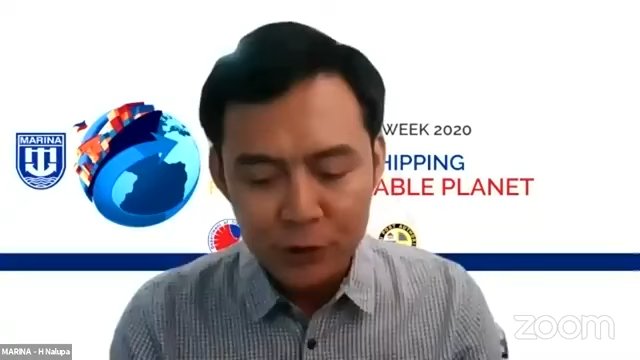 MARINA
WEEK 2020
HIPPING
ABLE PLANET
zoom
MARINA - H Nalupa